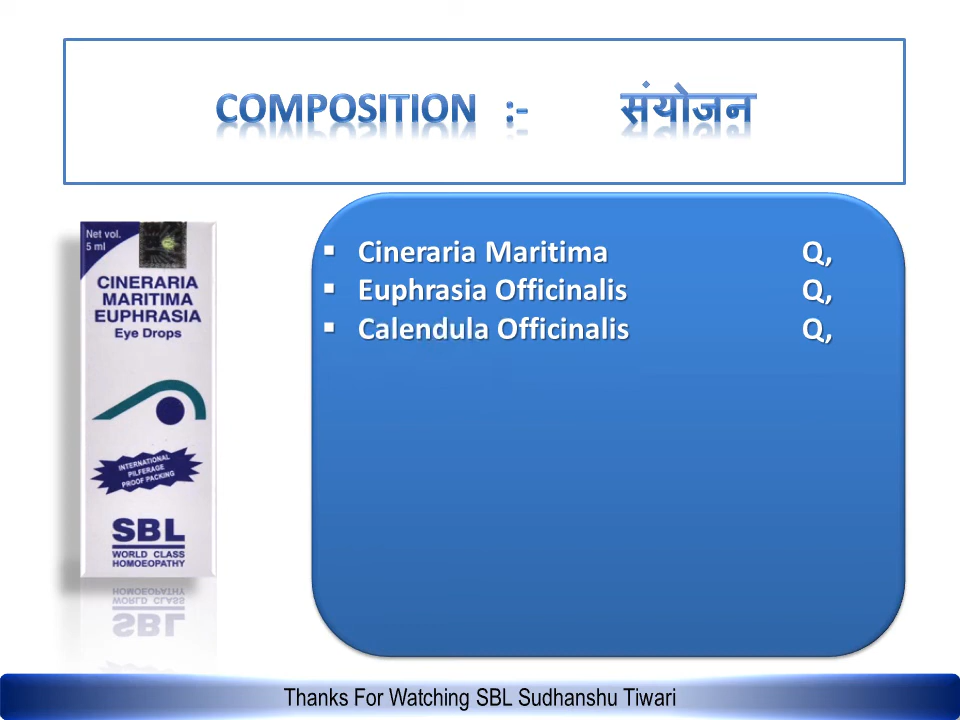 COMPOSITION :- संयोजन
Net vol.
5 ml
CINERARIA
MARITIMA
EUPHRASIA
Eye Drops
INTERNATIONAL
PILFERAGE
PROOF PACKING
SBL
WORLD CLASS
HOMOEOPATHY
▪ Cineraria Maritima Q,
▪ Euphrasia Officinalis Q,
▪ Calendula Officinalis Q,
Thanks For Watching SBL Sudhanshu Tiwari